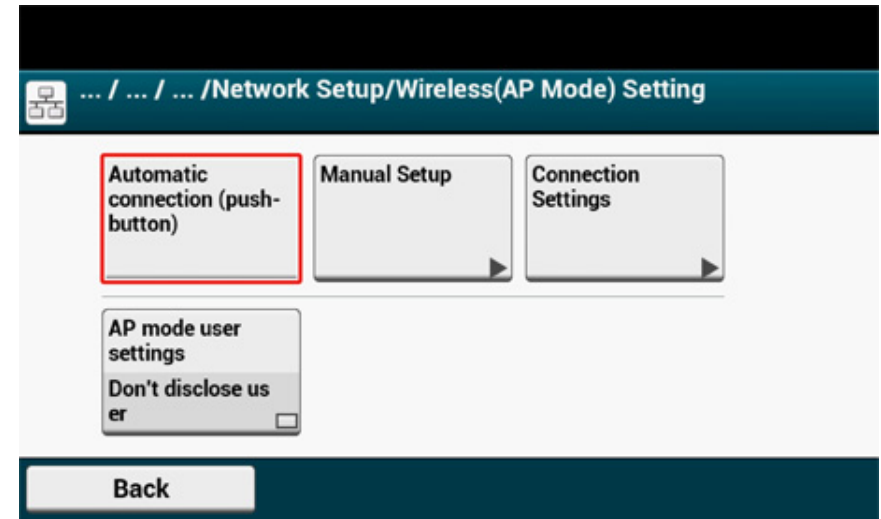 ... / ... / ... /Network Setup/Wireless(AP Mode) Setting
Automatic
connection (push-
button)
Manual Setup
Connection
Settings
AP mode user
settings
Don't disclose us
er
Back